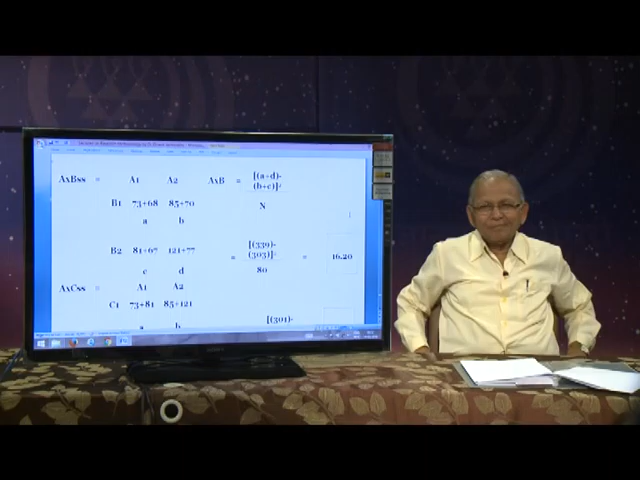 AxBss = A1 A2 AxB = [(a+d)-
(b+c)]²
B1 73+68 85+70 N
a b
B2 81+67 121+77 = [(339)-
(303)]² = 16.20
c d 80
AxCss = A1 A2
C1 73+81 85+121
a b [(301)-